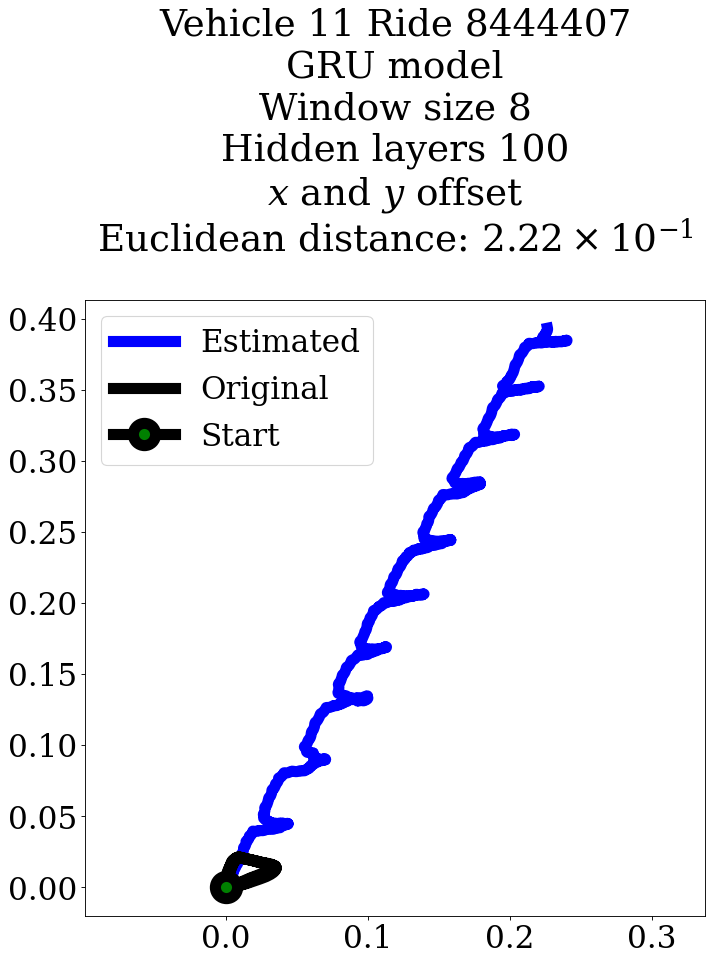 Vehicle 11 Ride 8444407
GRU model
Window size 8
Hidden layers 100
x and y offset
Euclidean distance: 2.22 × 10⁻¹
0.40
0.35
0.30
0.25
0.20
0.15
0.10
0.05
0.00
Estimated
Original
Start
0.0 0.1 0.2 0.3